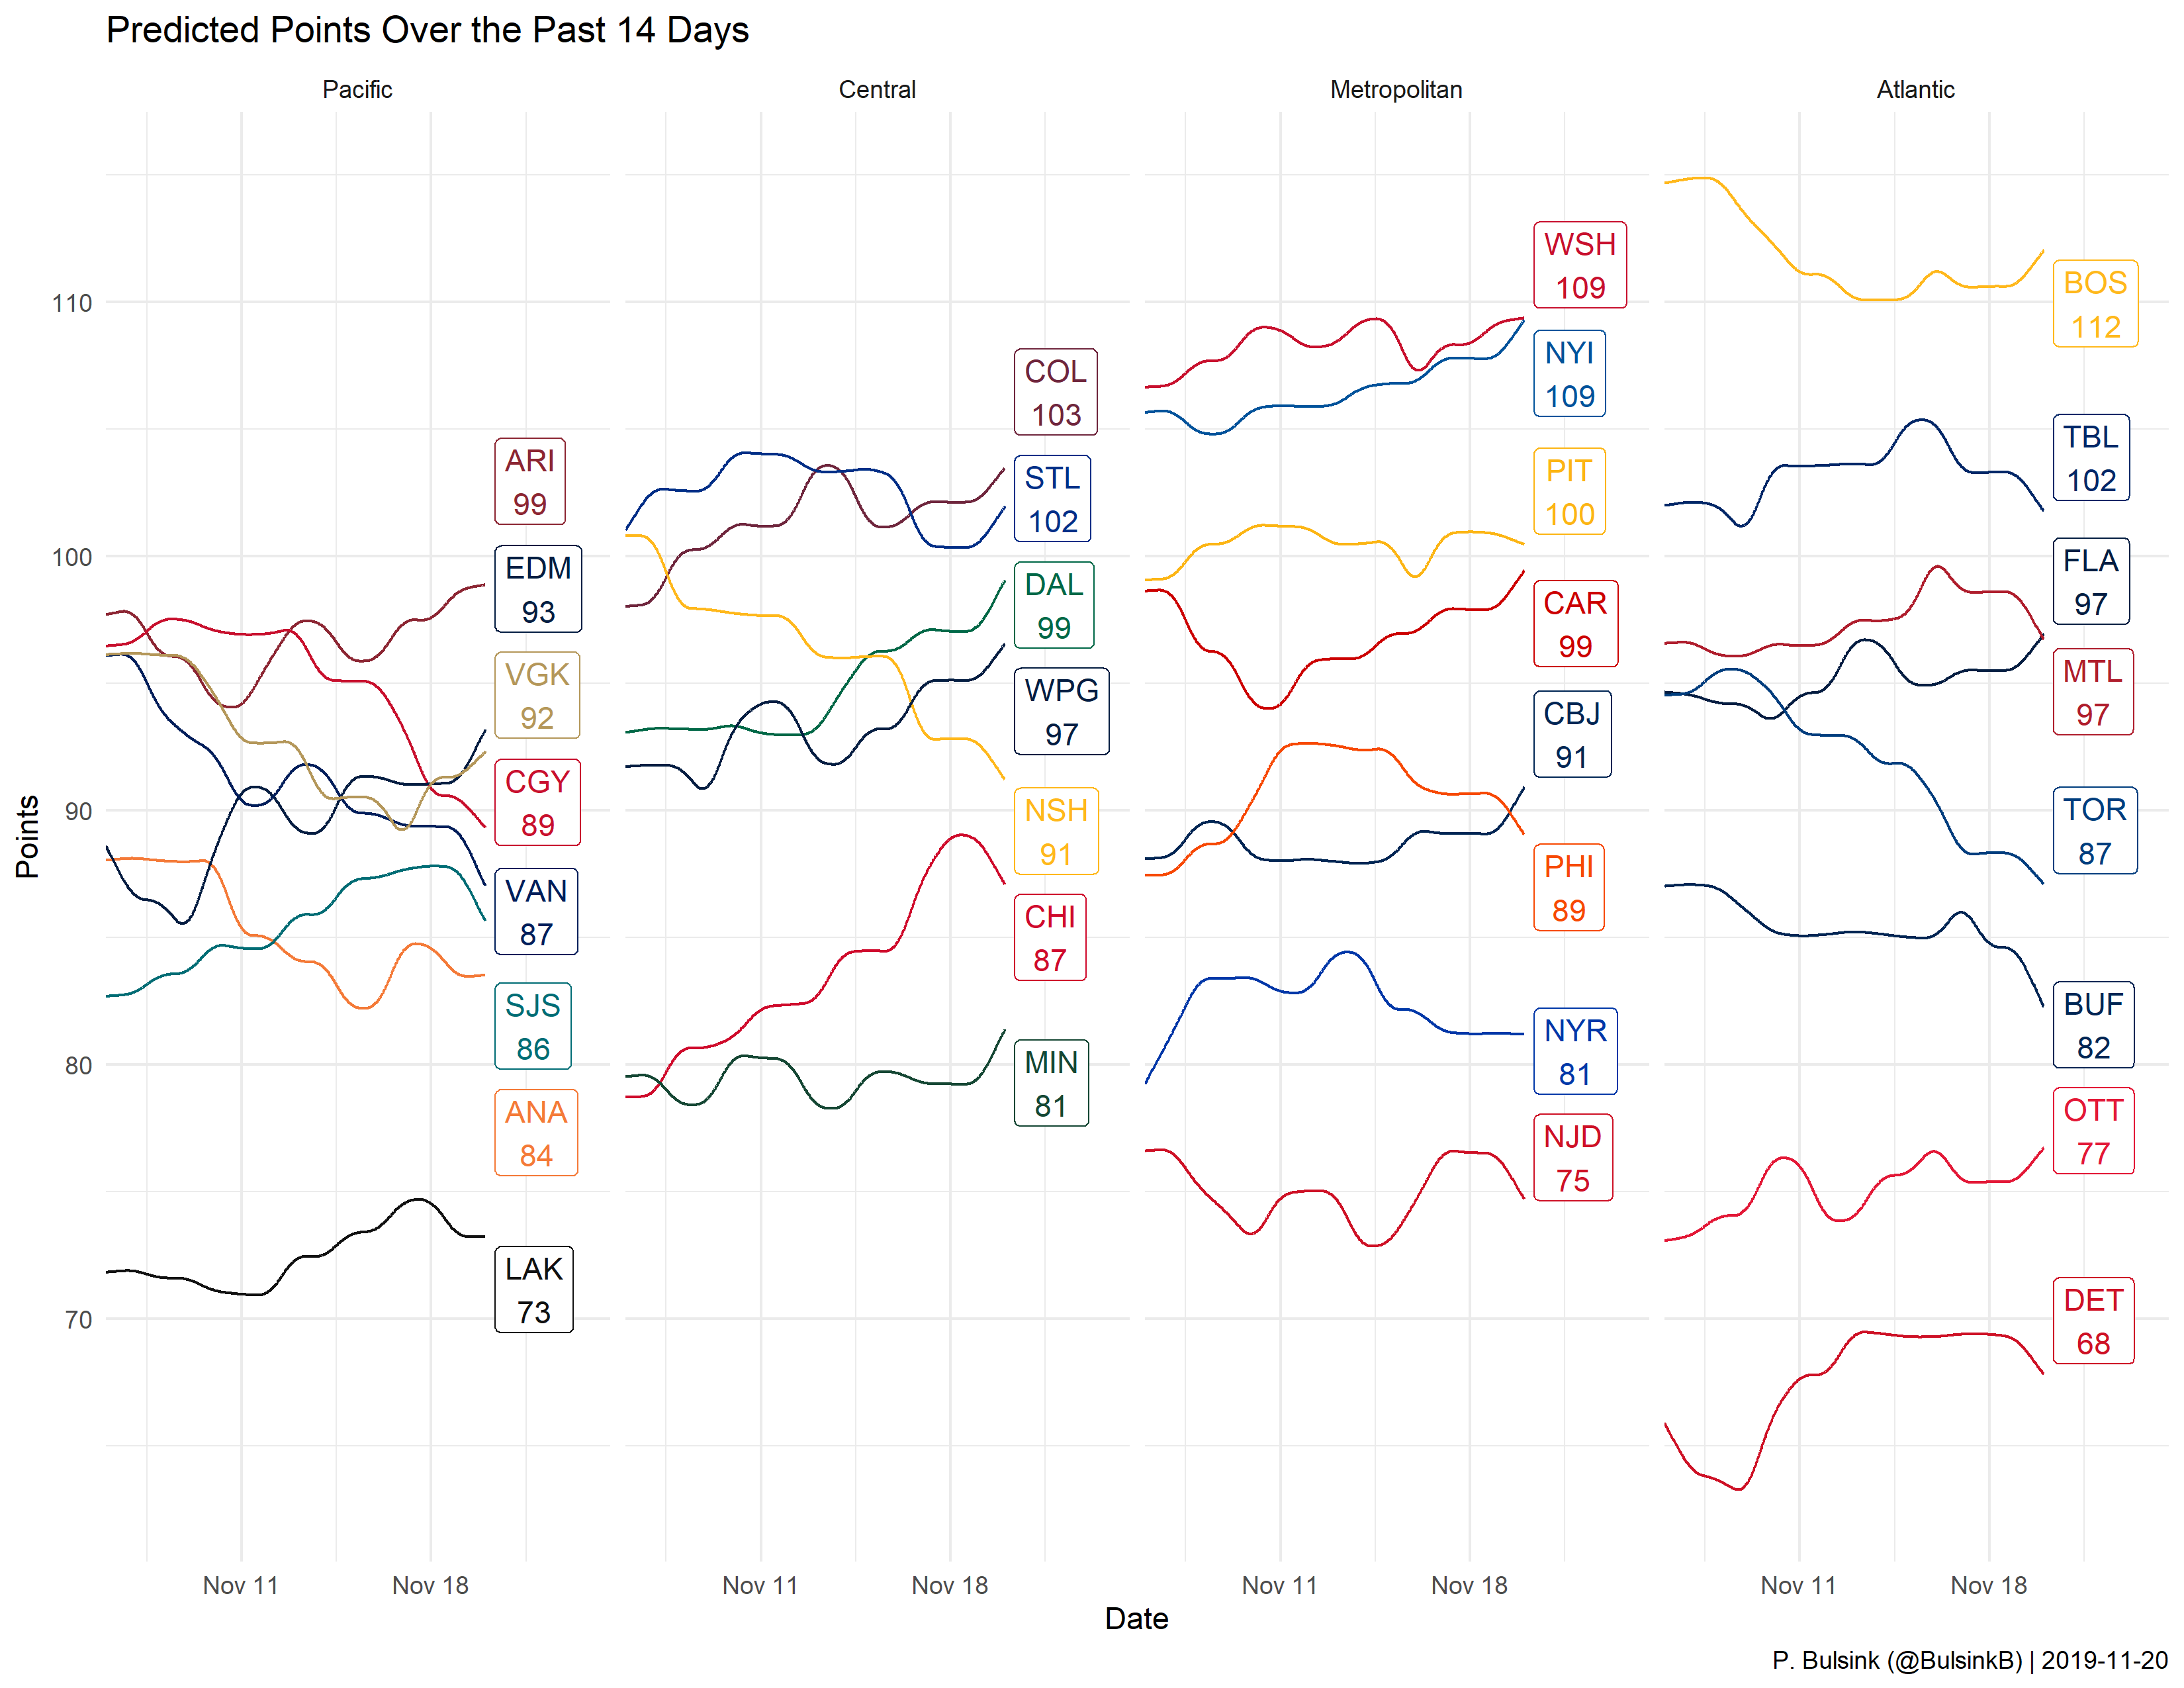 Predicted Points Over the Past 14 Days
Pacific
Central
Metropolitan
Atlantic
Points
110
100
90
80
70
ARI
99
EDM
93
VGK
92
CGY
89
VAN
87
SJS
86
ANA
84
LAK
73
COL
103
STL
102
DAL
99
WPG
97
NSH
91
CHI
87
MIN
81
WSH
109
NYI
109
PIT
100
CAR
99
CBJ
91
PHI
89
NYR
81
NJD
75
BOS
112
TBL
102
FLA
97
MTL
97
TOR
87
BUF
82
OTT
77
DET
68
Nov 11
Nov 18
Nov 11
Nov 18
Nov 11
Nov 18
Nov 11
Nov 18
Date
P. Bulsink (@BulsinkB) | 2019-11-20